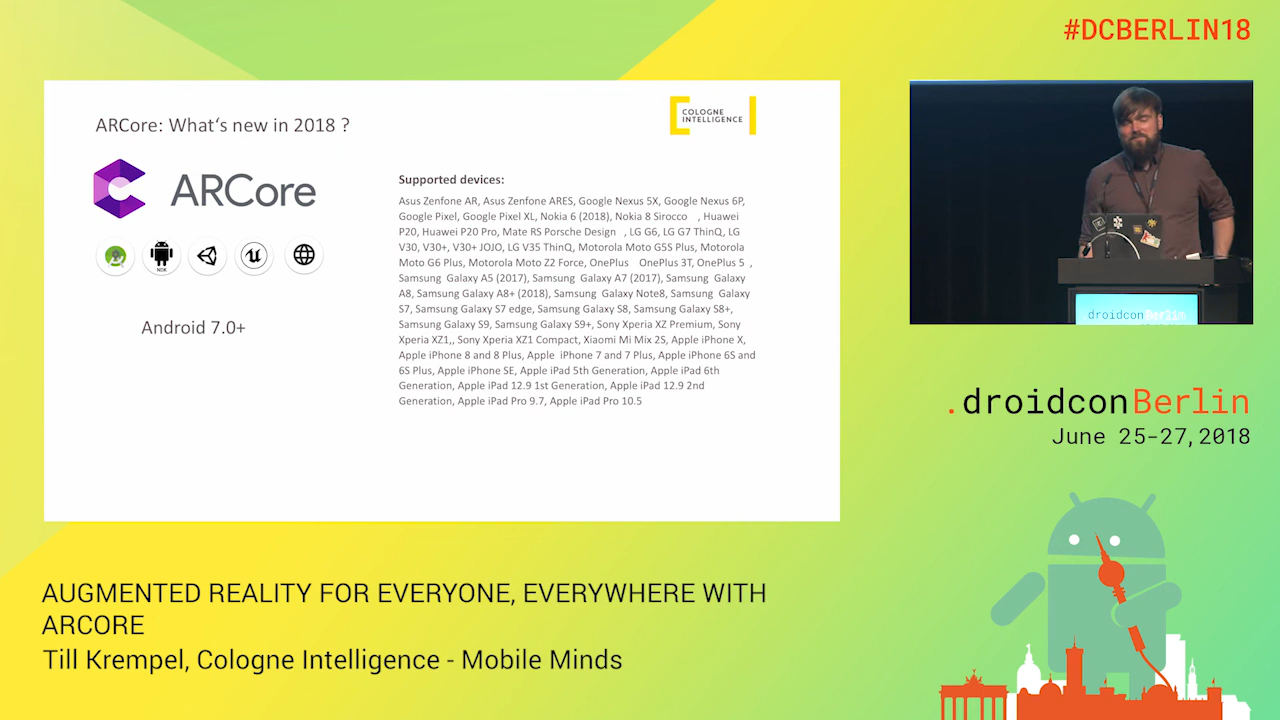 #DCBERLIN18
ARCore: What's new in 2018 ?
COLOGNE
INTELLIGENCE
ARCore
NDK
Android 7.0+
Supported devices:
Asus Zenfone AR, Asus Zenfone ARES, Google Nexus 5X, Google Nexus 6P,
Google Pixel, Google Pixel XL, Nokia 6 (2018), Nokia 8 Sirocco , Huawei
P20, Huawei P20 Pro, Mate RS Porsche Design , LG G6, LG G7 ThinQ, LG
V30, V30+, V30+ JOJO, LG V35 ThinQ, Motorola Moto G5S Plus, Motorola
Moto G6 Plus, Motorola Moto Z2 Force, OnePlus OnePlus 3T, OnePlus 5 ,
Samsung Galaxy A5 (2017), Samsung Galaxy A7 (2017), Samsung Galaxy
A8, Samsung Galaxy A8+ (2018), Samsung Galaxy Note8, Samsung Galaxy
S7, Samsung Galaxy S7 edge, Samsung Galaxy S8, Samsung Galaxy S8+,
Samsung Galaxy S9, Samsung Galaxy S9+, Sony Xperia XZ Premium, Sony
Xperia XZ1,, Sony Xperia XZ1 Compact, Xiaomi Mi Mix 2S, Apple iPhone X,
Apple iPhone 8 and 8 Plus, Apple iPhone 7 and 7 Plus, Apple iPhone 6S and
6S Plus, Apple iPhone SE, Apple iPad 5th Generation, Apple iPad 6th
Generation, Apple iPad 12.9 1st Generation, Apple iPad 12.9 2nd
Generation, Apple iPad Pro 9.7, Apple iPad Pro 10.5
droidcon Berlin
.droidconBerlin
June 25-27,2018
AUGMENTED REALITY FOR EVERYONE, EVERYWHERE WITH
ARCORE
Till Krempel, Cologne Intelligence - Mobile Minds